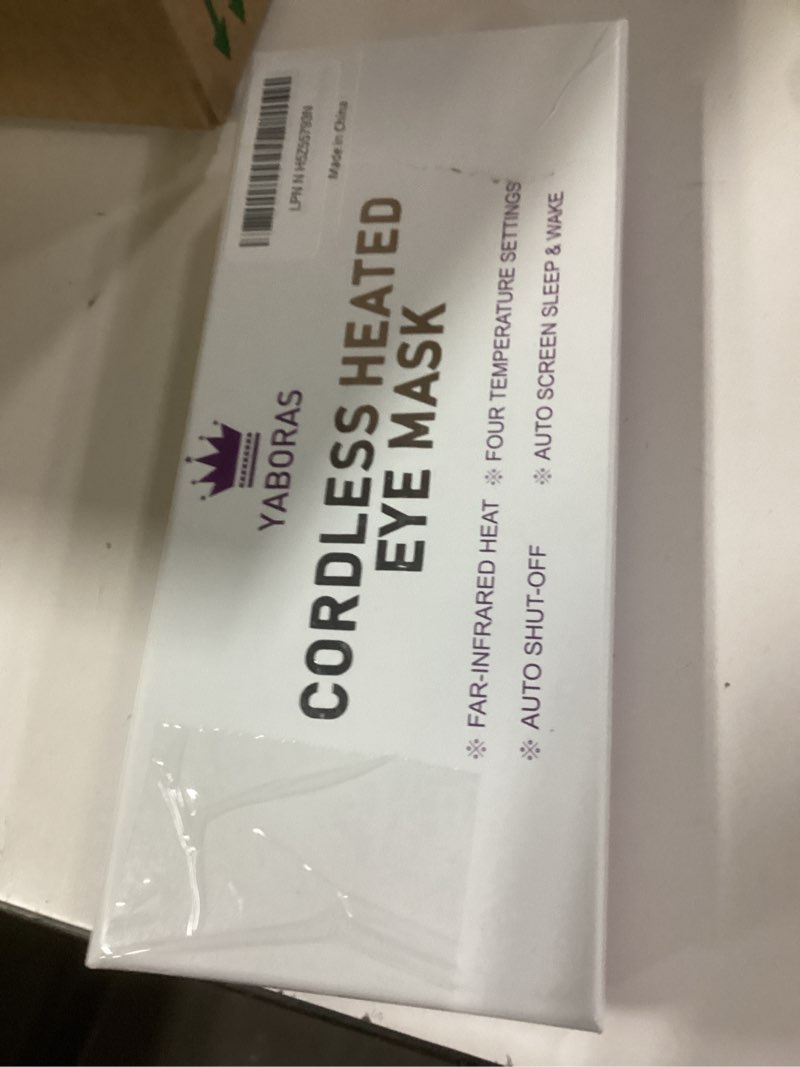 YABORAS
CORDLESS HEATED
EYE MASK
※ FAR-INFRARED HEAT ※ FOUR TEMPERATURE SETTINGS
※ AUTO SHUT-OFF ※ AUTO SCREEN SLEEP & WAKE
Made in China